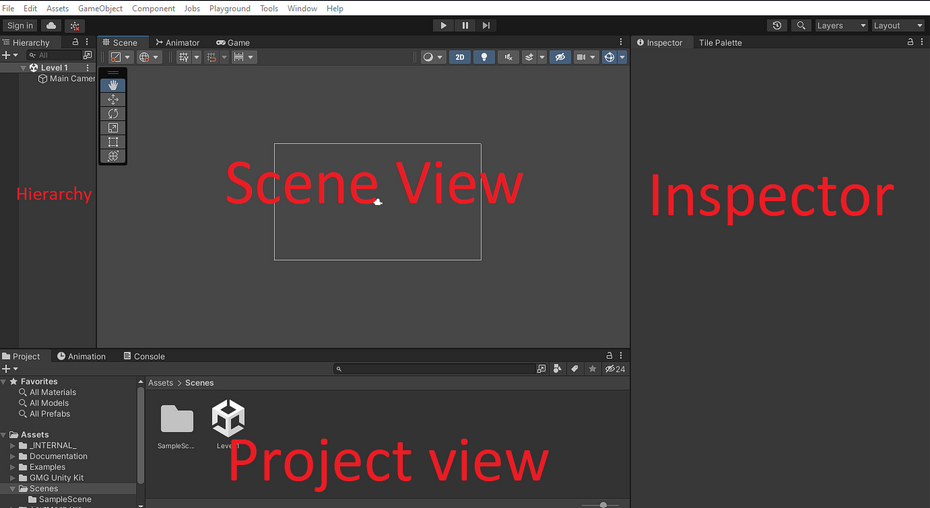 File Edit Assets GameObject Component Jobs Playground Tools Window Help
Sign in Layers Layout
Hierarchy Scene Animator Game Inspector Tile Palette
All
2D
Level 1
Main Camer
Hierarchy
Scene View
Inspector
Project Animation Console
24
Favorites
All Materials
All Models
All Prefabs
Assets
_INTERNAL_
Documentation
Examples
GMG Unity Kit
Scenes
SampleScene
Assets > Scenes
SampleSc...
Project view